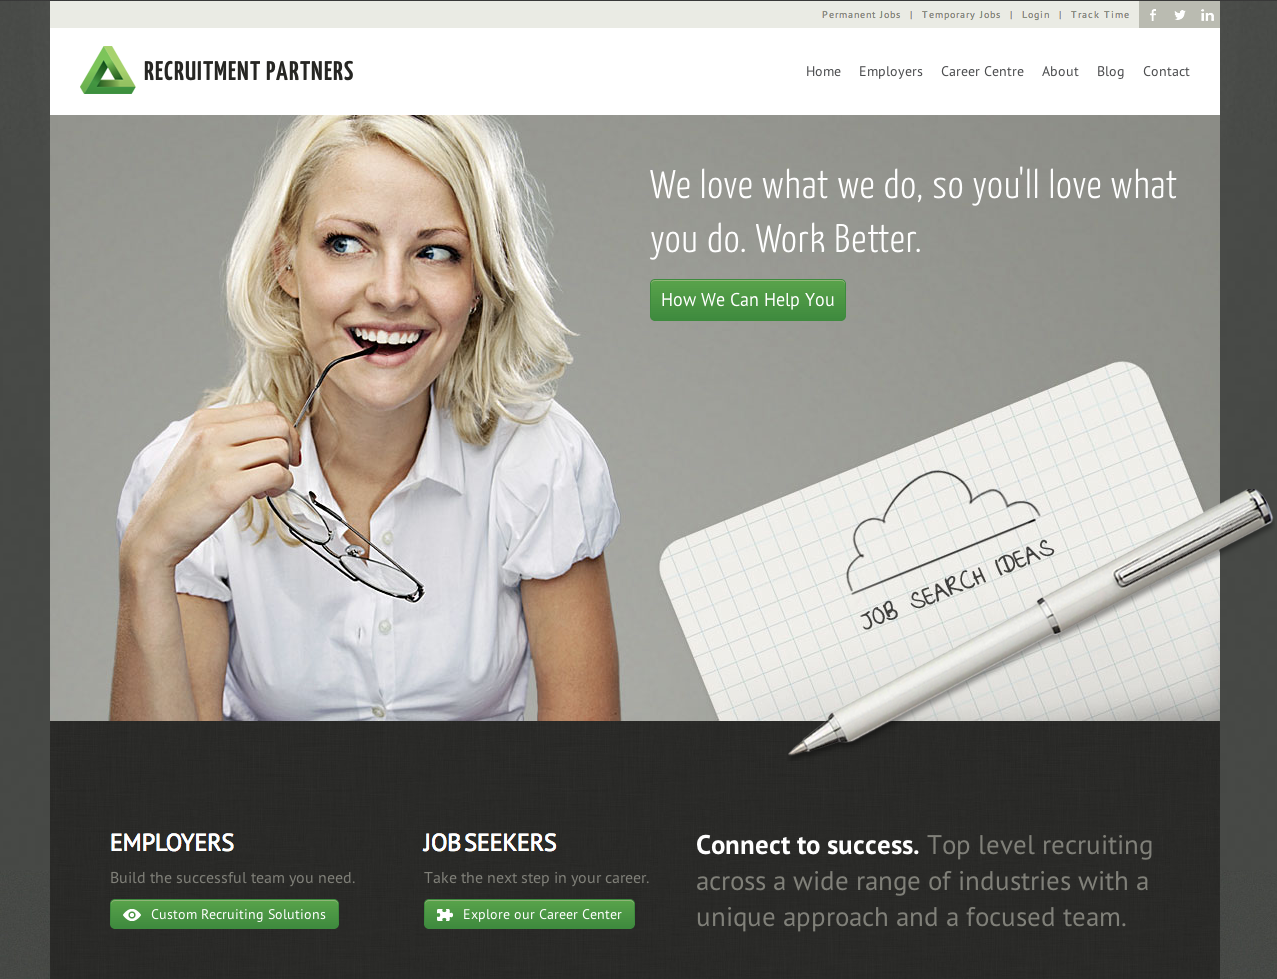 Permanent Jobs | Temporary Jobs | Login | Track Time
RECRUITMENT PARTNERS
Home Employers Career Centre About Blog Contact
We love what we do, so you'll love what
you do. Work Better.
How We Can Help You
JOB SEARCH IDEAS
EMPLOYERS
Build the successful team you need.
Custom Recruiting Solutions
JOB SEEKERS
Take the next step in your career.
Explore our Career Center
Connect to success. Top level recruiting
across a wide range of industries with a
unique approach and a focused team.